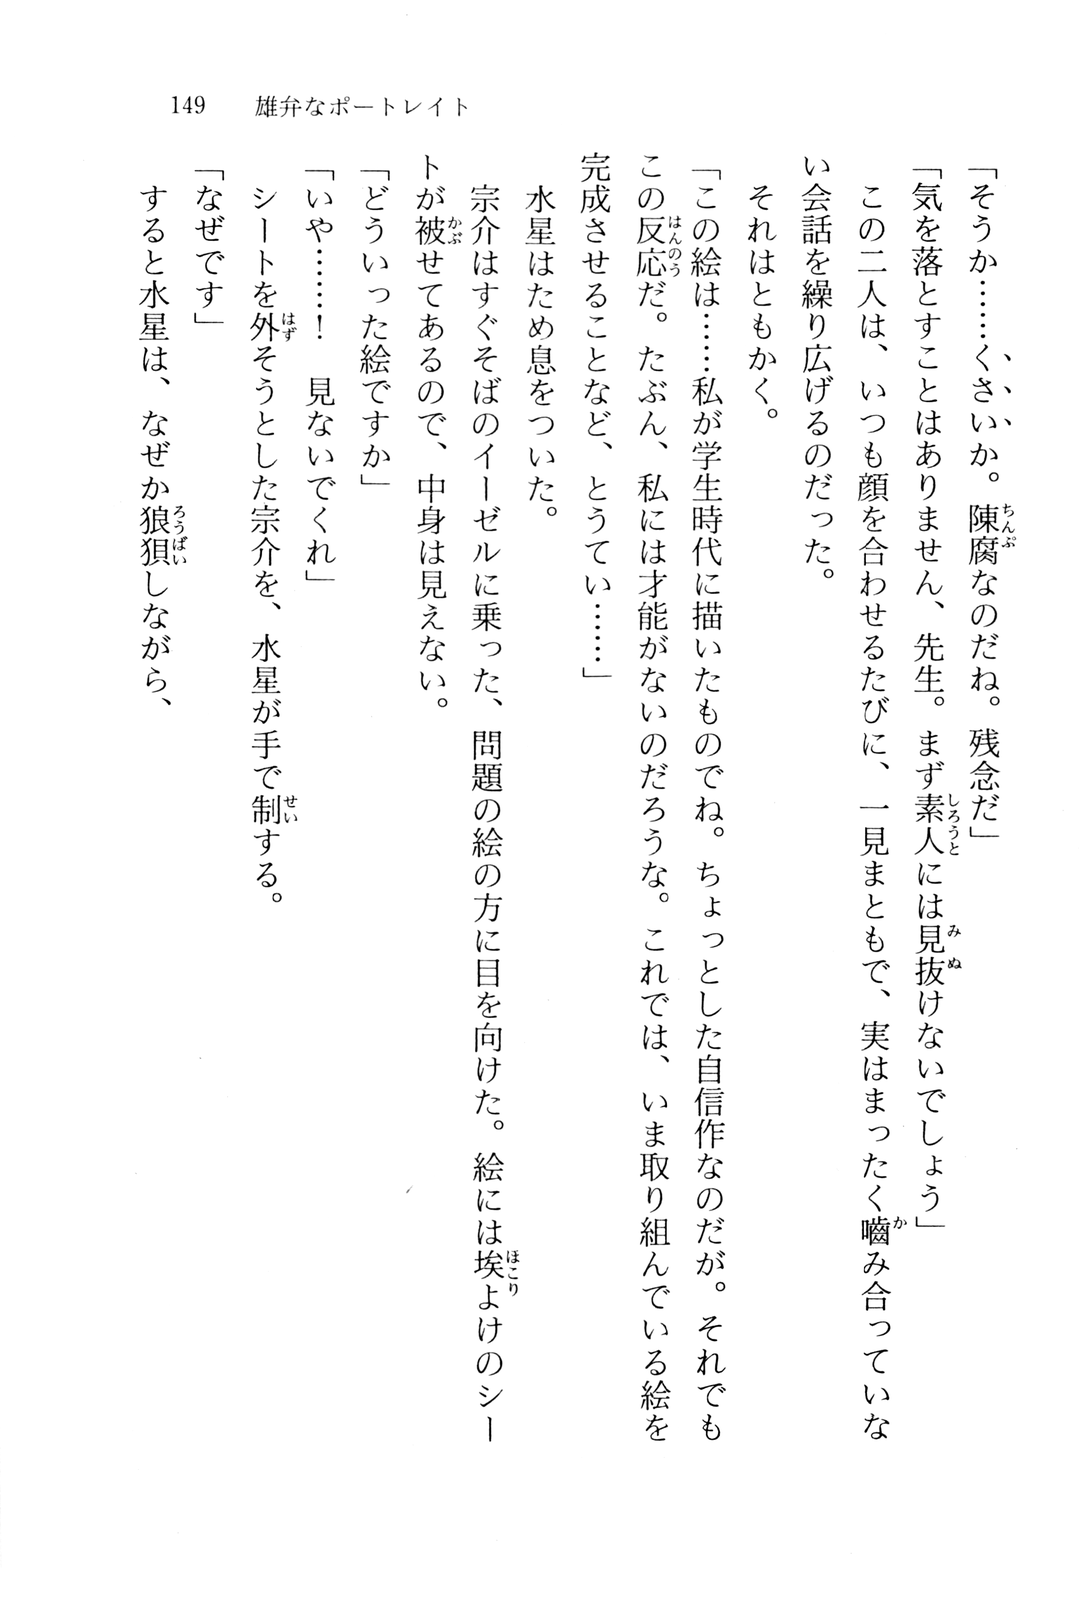 149　雄弁なポートレイト
「そうか……くさいか。陳腐なのだね。残念だ」
「気を落とすことはありません、先生。まず素人には見抜けないでしょう」
　この二人は、いつも顔を合わせるたびに、一見まともで、実はまったく嚙み合っていな
い会話を繰り広げるのだった。
　それはともかく。
「この絵は……私が学生時代に描いたものでね。ちょっとした自信作なのだが。それでも
この反応だ。たぶん、私には才能がないのだろうな。これでは、いま取り組んでいる絵を
完成させることなど、とうてい……」
　水星はため息をついた。
　宗介はすぐそばのイーゼルに乗った、問題の絵の方に目を向けた。絵には埃よけのシー
トが被せてあるので、中身は見えない。
「どういった絵ですか」
「いや……！　見ないでくれ」
　シートを外そうとした宗介を、水星が手で制する。
「なぜです」
　すると水星は、なぜか狼狽しながら、